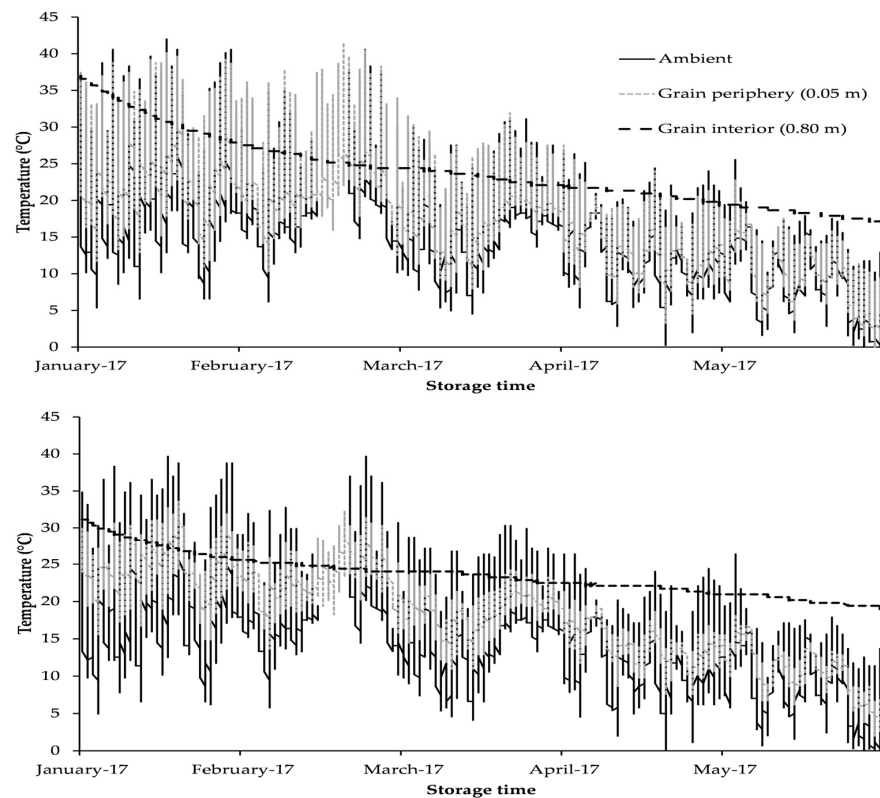 45
40
35
30
25
20
15
10
5
0
Temperature (°C)
Ambient
Grain periphery (0.05 m)
Grain interior (0.80 m)
January-17 February-17 March-17 April-17 May-17
Storage time
45
40
35
30
25
20
15
10
5
0
Temperature (°C)
January-17 February-17 March-17 April-17 May-17
Storage time